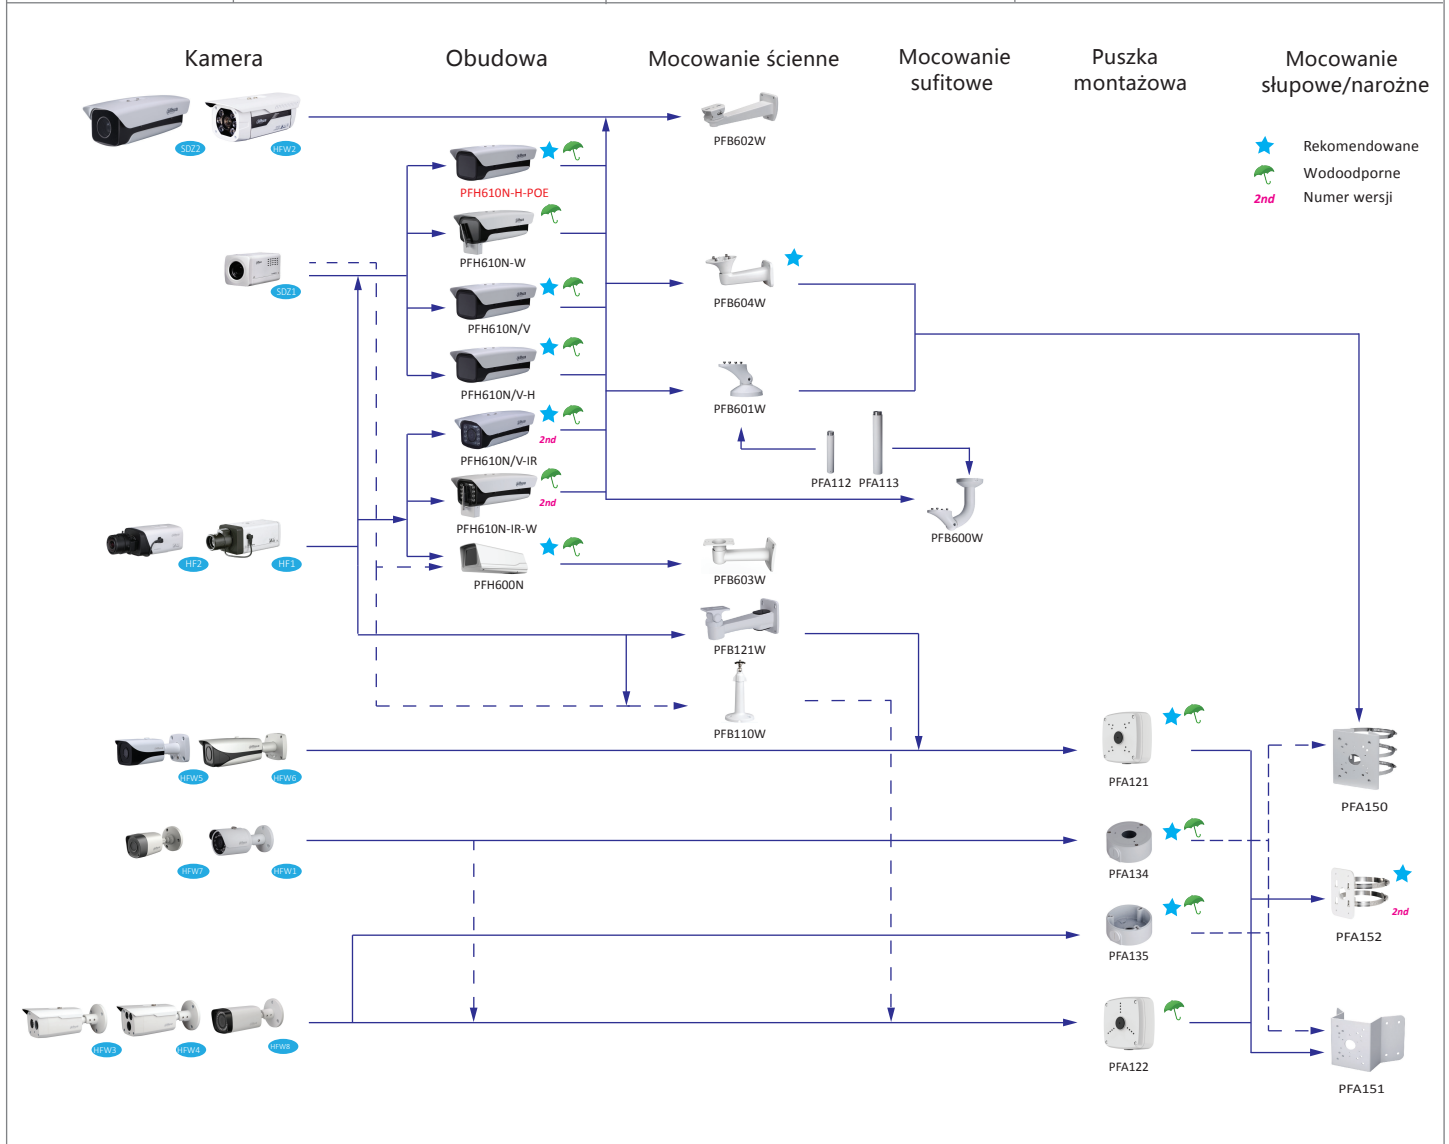 Kamera
Obudowa
Mocowanie ścienne
Mocowanie
sufitowe
Puszka
montażowa
Mocowanie
słupowe/narożne
Rekomendowane
Wodoodporne
2nd
Numer wersji
SDZ2
HFW2
PFB602W
PFH610N-H-POE
PFH610N-W
SDZ1
PFB604W
PFH610N/V
PFH610N/V-H
PFB601W
2nd
PFH610N/V-IR
PFA112
PFA113
2nd
PFH610N-IR-W
PFB600W
HF2
HF1
PFH600N
PFB603W
PFB121W
PFB110W
HFW5
HFW6
PFA121
PFA150
HFW7
HFW1
PFA134
2nd
PFA152
PFA135
HFW3
HFW4
HFW8
PFA122
PFA151